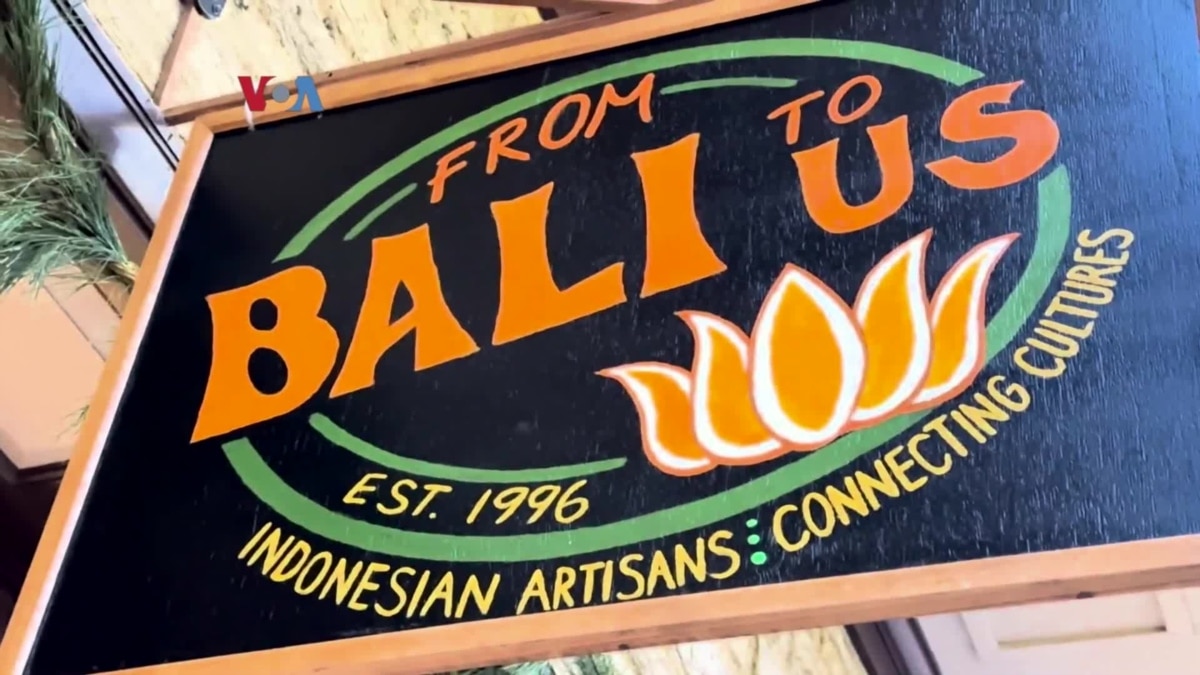 VOA
FROM
BALI TO
US
EST. 1996
INDONESIAN ARTISANS CONNECTING CULTURES